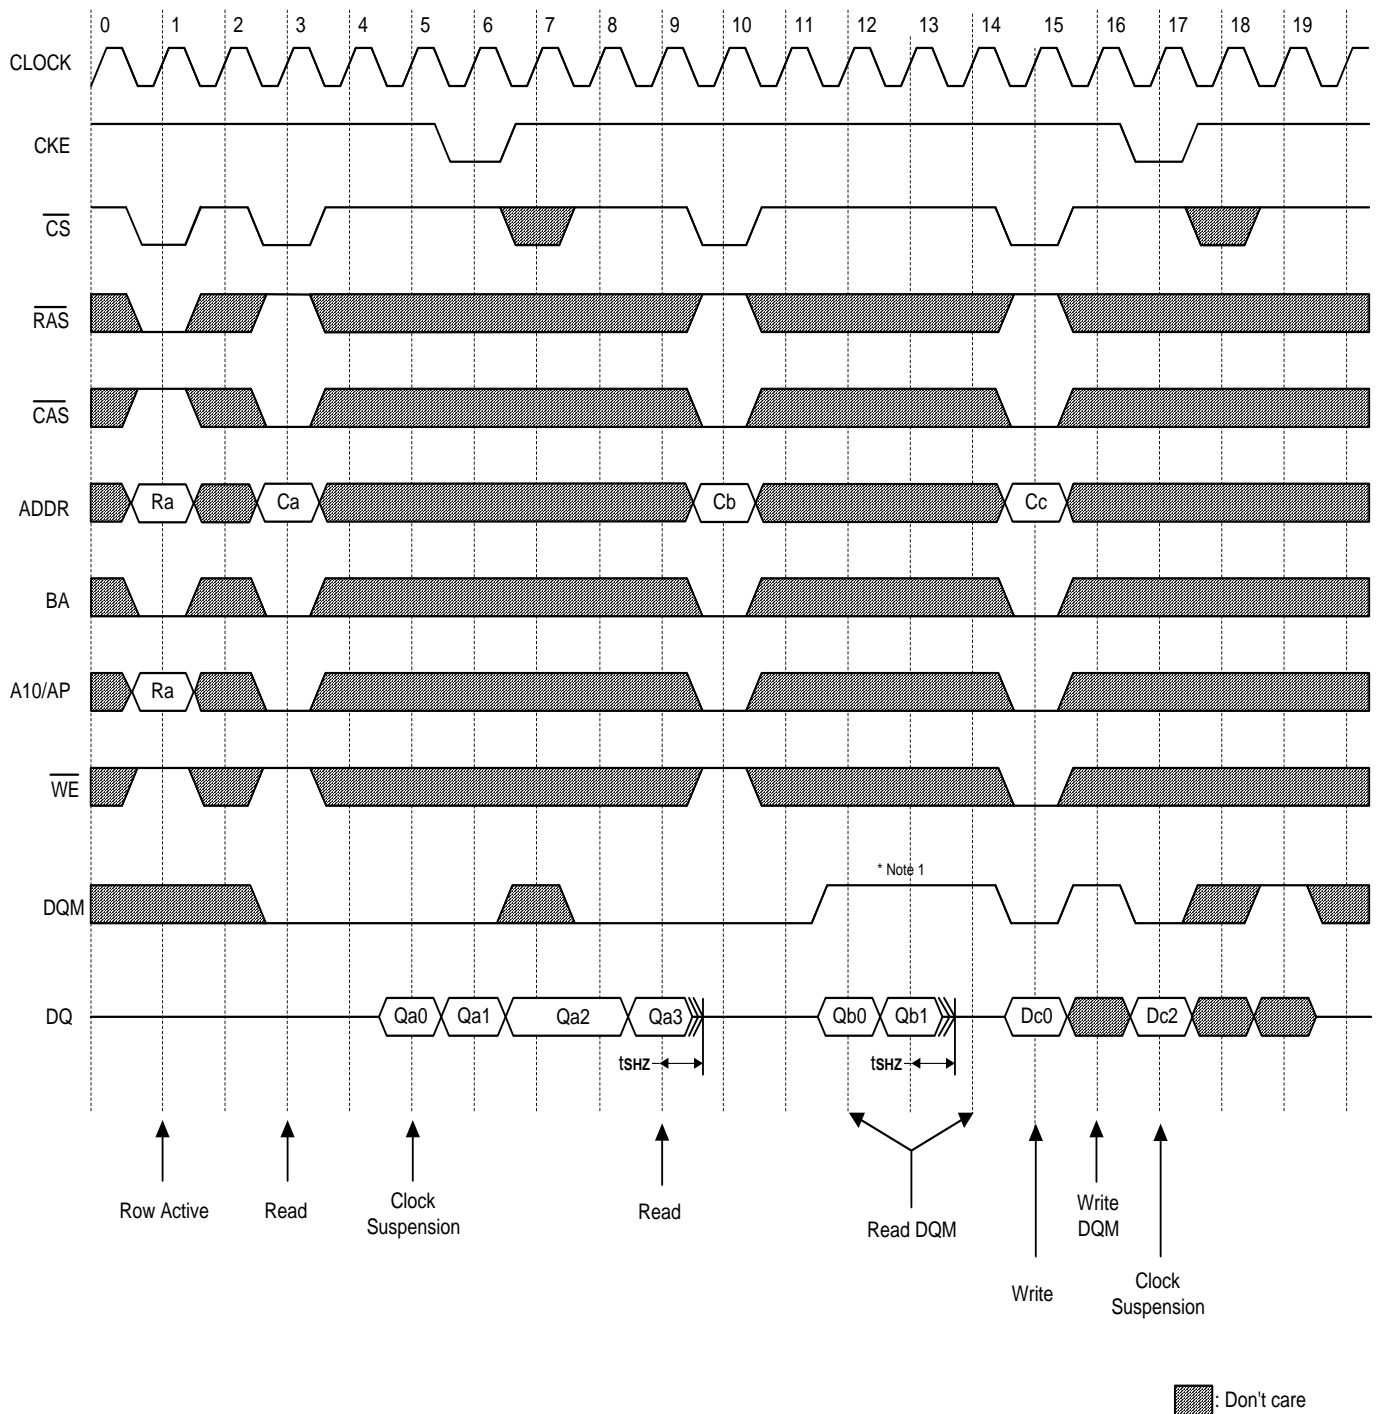 0 1 2 3 4 5 6 7 8 9 10 11 12 13 14 15 16 17 18 19
CLOCK
CKE
CS
RAS
CAS
ADDR Ra Ca Cb Cc
BA
A10/AP Ra
WE
* Note 1
DQM
DQ Qa0 Qa1 Qa2 Qa3 Qb0 Qb1 Dc0 Dc2
tSHZ tSHZ
Row Active Read Clock Suspension Read Read DQM Write DQM
Write Clock Suspension
: Don't care